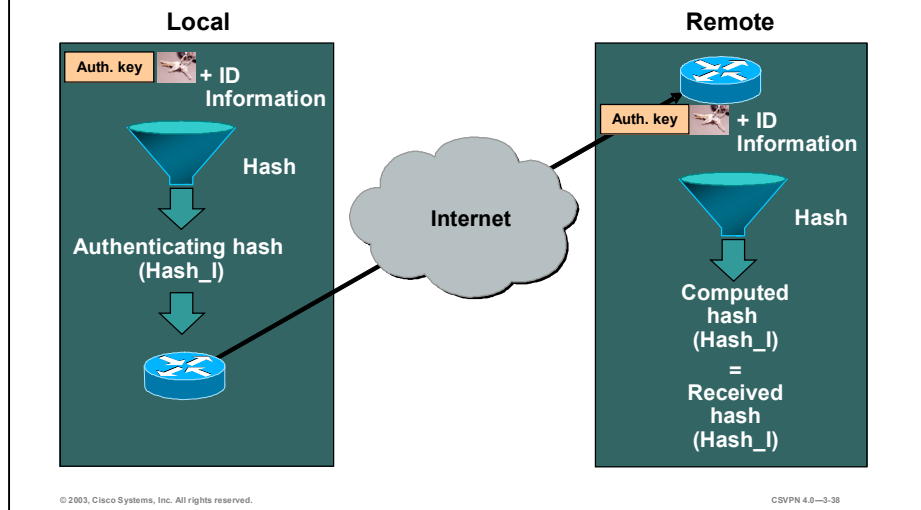 Local
Auth. key
+ ID
Information
Hash
Authenticating hash
(Hash_I)
Internet
Remote
Auth. key
+ ID
Information
Hash
Computed
hash
(Hash_I)
=
Received
hash
(Hash_I)
© 2003, Cisco Systems, Inc. All rights reserved.
CSVPN 4.0—3-38